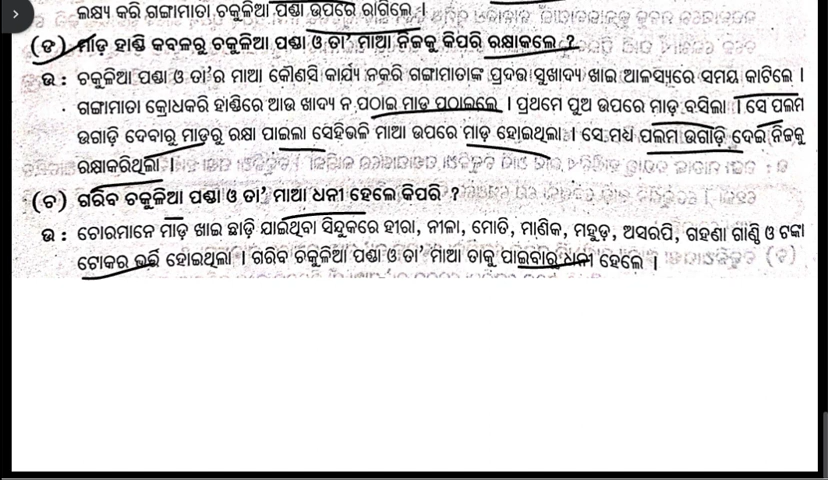 ଲକ୍ଷ୍ୟ କରି ଗଙ୍ଗାମାତା ଚକୁଳିଆ ପଣ୍ଡା ଉପରେ ରାଗିଲେ ।
(ଙ) ମାଡ଼ ହାଣ୍ଡି କବଳରୁ ଚକୁଳିଆ ପଣ୍ଡା ଓ ତା' ମାଆ ନିଜକୁ କିପରି ରକ୍ଷାକଲେ ?
ଉ : ଚକୁଳିଆ ପଣ୍ଡା ଓ ତା'ର ମାଆ କୌଣସି କାର୍ଯ୍ୟ ନକରି ଗଙ୍ଗାମାତାଙ୍କ ପ୍ରଦତ୍ତ ସୁଖାଦ୍ୟ ଖାଇ ଆଳସ୍ୟରେ ସମୟ କାଟିଲେ ।
ଗଙ୍ଗାମାତା କ୍ରୋଧକରି ହାଣ୍ଡିରେ ଆଉ ଖାଦ୍ୟ ନ ପଠାଇ ମାଡ଼ ପଠାଇଲେ । ପ୍ରଥମେ ପୁଅ ଉପରେ ମାଡ଼ ବସିଲା । ସେ ପଲମ
ଉଗାଡ଼ି ଦେବାରୁ ମାଡ଼ରୁ ରକ୍ଷା ପାଇଲା ସେହିଭଳି ମାଆ ଉପରେ ମାଡ଼ ହୋଇଥିଲା । ସେ ମଧ୍ୟ ପଲମ ଉଗାଡ଼ି ଦେଇ ନିଜକୁ
ରକ୍ଷାକରିଥିଲା ।
(ଚ) ଗରିବ ଚକୁଳିଆ ପଣ୍ଡା ଓ ତା' ମାଆ ଧନୀ ହେଲେ କିପରି ?
ଉ : ଚୋରମାନେ ମାଡ଼ ଖାଇ ଛାଡ଼ି ଯାଇଥିବା ସିନ୍ଦୁକରେ ହୀରା, ନୀଳା, ମୋତି, ମାଣିକ, ମହୁଡ଼, ଅସରପି, ଗହଣା ଗାଣ୍ଠି ଓ ଟଙ୍କା
ଟୋକର ଭର୍ତ୍ତି ହୋଇଥିଲା । ଗରିବ ଚକୁଳିଆ ପଣ୍ଡା ଓ ତା' ମାଆ ତାକୁ ପାଇବାରୁ ଧନୀ ହେଲେ ।